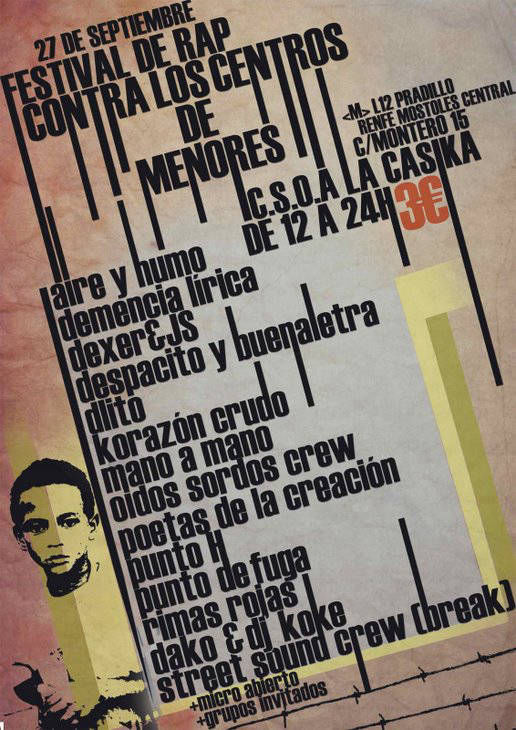 27 DE SEPTIEMBRE
FESTIVAL DE RAP
CONTRA LOS CENTROS
DE
MENORES
<M> L12 PRADILLO
RENFE MOSTOLES CENTRAL
C/MONTERO 15
C.S.O.A LA CASIKA
DE 12 A 24H 3€
aire y humo
demencia lírica
dexer&JS
despacito y buenaletra
dlito
korazón crudo
mano a mano
oidos sordos crew
poetas de la creación
punto H
punto de fuga
rimas rojas
dako & dj koke
street sound crew (break)
+micro abierto
+grupos invitados